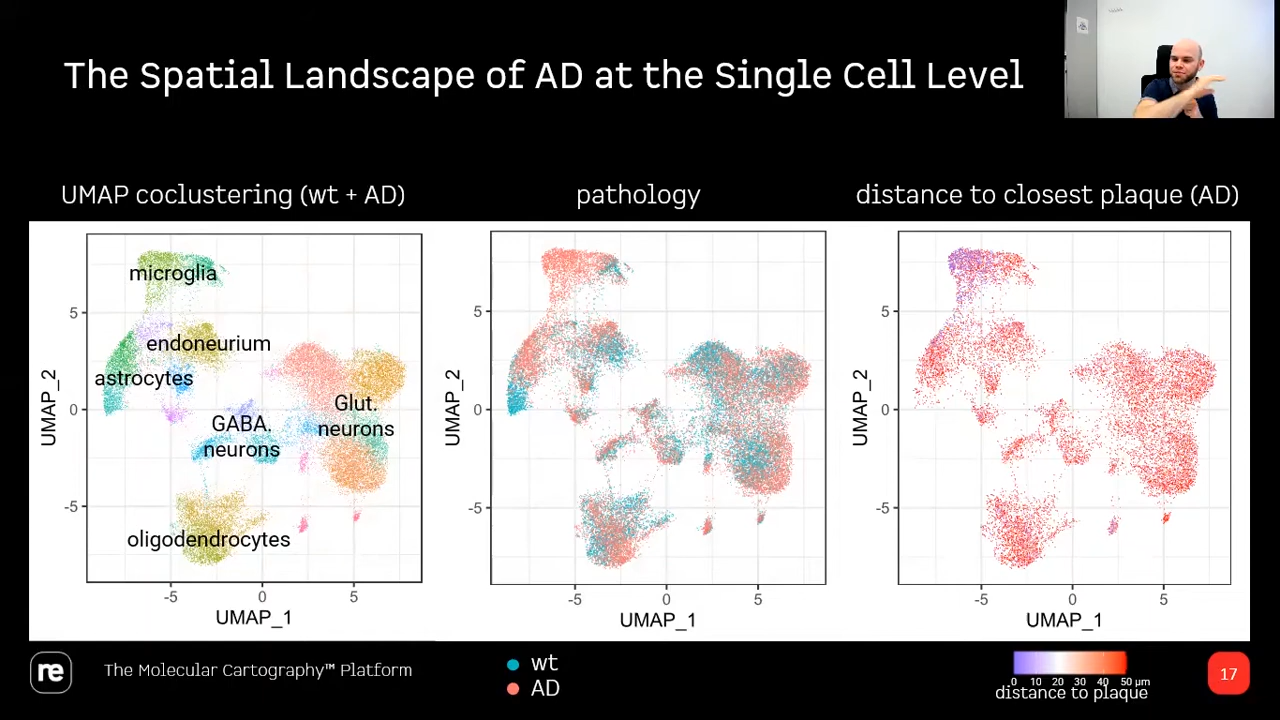 The Spatial Landscape of AD at the Single Cell Level
UMAP coclustering (wt + AD)
pathology
distance to closest plaque (AD)
microglia
endoneurium
astrocytes
Glut.
neurons
GABA.
neurons
oligodendrocytes
5
0
-5
-5
0
5
UMAP_1
UMAP_2
5
0
-5
-5
0
5
UMAP_1
UMAP_2
5
0
-5
-5
0
5
UMAP_1
UMAP_2
re
The Molecular Cartography™ Platform
wt
AD
0 10 20 30 40 50 µm
distance to plaque
17